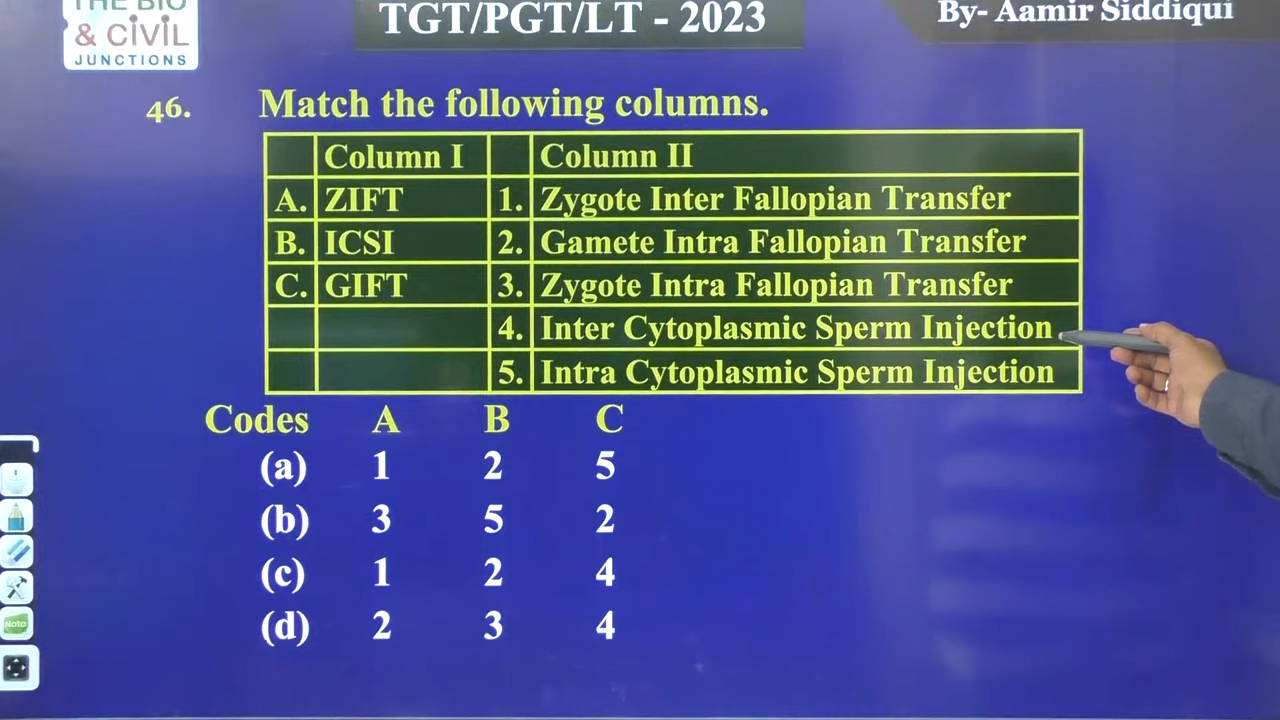 THE BIO
& CIVIL
JUNCTIONS
TGT/PGT/LT - 2023
By- Aamir Siddiqui
46. Match the following columns.
Column I Column II
A. ZIFT 1. Zygote Inter Fallopian Transfer
B. ICSI 2. Gamete Intra Fallopian Transfer
C. GIFT 3. Zygote Intra Fallopian Transfer
4. Inter Cytoplasmic Sperm Injection
5. Intra Cytoplasmic Sperm Injection
Codes A B C
(a) 1 2 5
(b) 3 5 2
(c) 1 2 4
(d) 2 3 4
Note